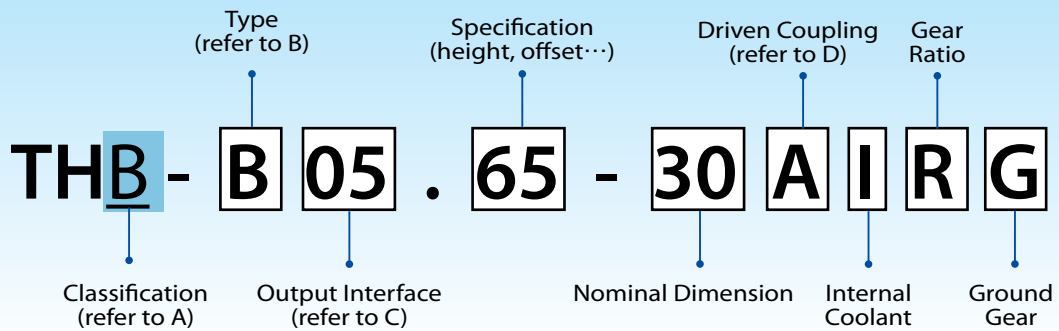 Type
(refer to B)
Specification
(height, offset…)
Driven Coupling
(refer to D)
Gear
Ratio
THB - B 05 . 65 - 30 A I R G
Classification
(refer to A)
Output Interface
(refer to C)
Nominal Dimension
Internal
Coolant
Ground
Gear